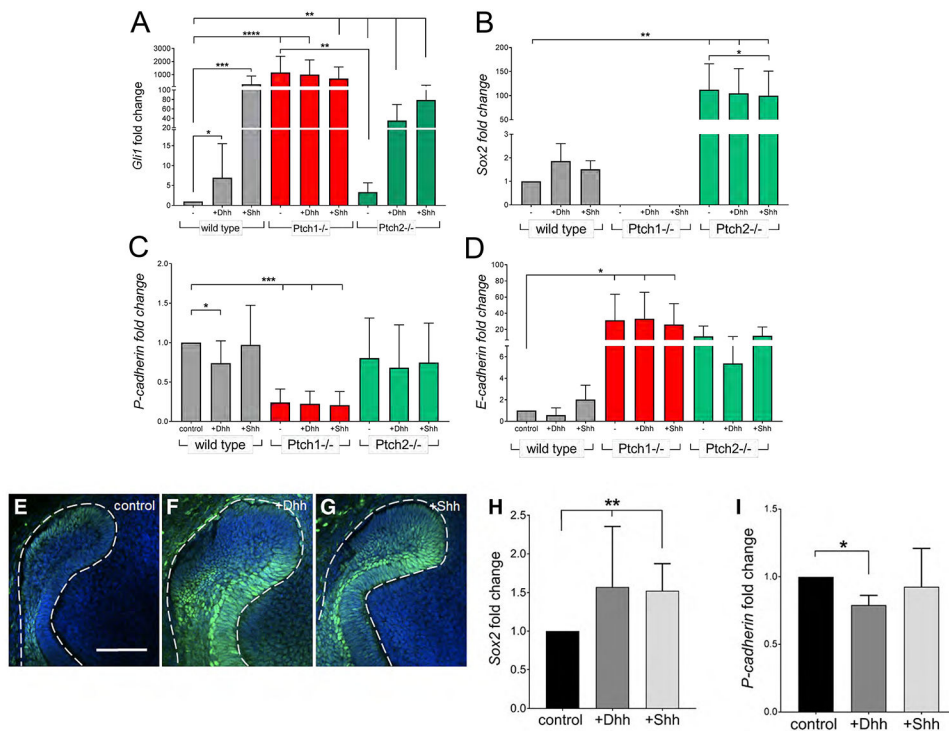 A
Gli1 fold change
**
****
**
***
*
3000
2000
1000
100
80
60
40
20
20
15
10
5
0
- +Dhh +Shh - +Dhh +Shh - +Dhh +Shh
wild type Ptch1-/- Ptch2-/-
B
Sox2 fold change
**
*
200
150
100
50
4
3
2
1
0
- +Dhh +Shh - +Dhh +Shh - +Dhh +Shh
wild type Ptch1-/- Ptch2-/-
C
P-cadherin fold change
***
*
2.0
1.5
1.0
0.5
0.0
control +Dhh +Shh - +Dhh +Shh - +Dhh +Shh
wild type Ptch1-/- Ptch2-/-
D
E-cadherin fold change
*
100
80
60
40
20
6
4
2
0
control +Dhh +Shh - +Dhh +Shh - +Dhh +Shh
wild type Ptch1-/- Ptch2-/-
E control
F +Dhh
G +Shh
H
Sox2 fold change
**
2.5
2.0
1.5
1.0
0.5
0.0
control +Dhh +Shh
I
P-cadherin fold change
*
1.5
1.0
0.5
0.0
control +Dhh +Shh